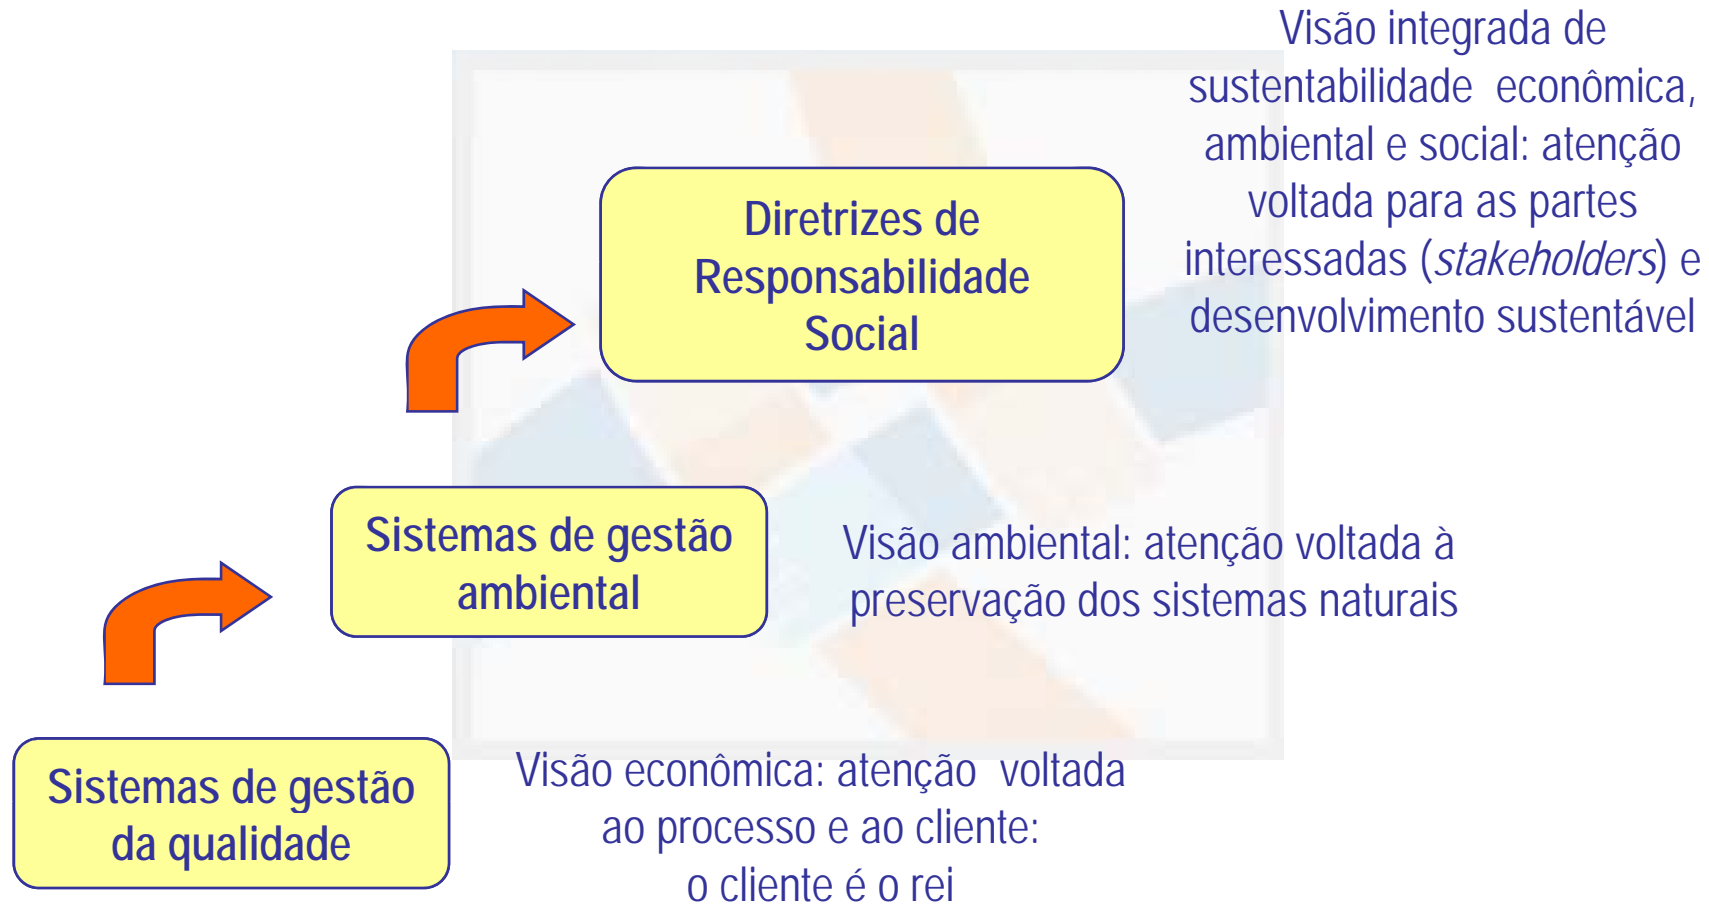 Visão integrada de
sustentabilidade econômica,
ambiental e social: atenção
voltada para as partes
interessadas (stakeholders) e
desenvolvimento sustentável
Diretrizes de
Responsabilidade
Social
Sistemas de gestão
ambiental
Visão ambiental: atenção voltada à
preservação dos sistemas naturais
Sistemas de gestão
da qualidade
Visão econômica: atenção voltada
ao processo e ao cliente:
o cliente é o rei